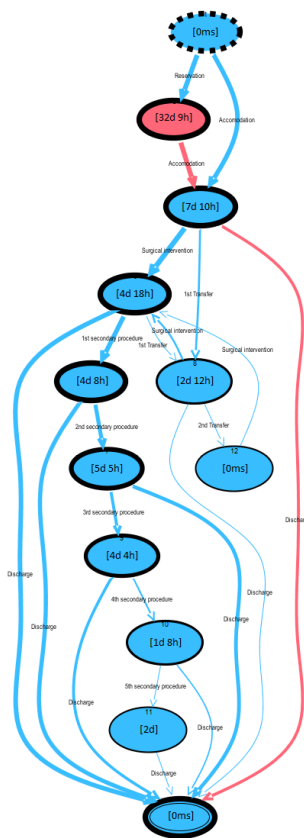 [0ms]
Reservation
Accomodation
[32d 9h]
Accomodation
[7d 10h]
Surgical intervention
1st Transfer
[4d 18h]
Surgical intervention
1st Transfer
Surgical intervention
1st secondary procedure
8
[4d 8h]
[2d 12h]
2nd Transfer
2nd secondary procedure
12
[5d 5h]
[0ms]
3rd secondary procedure
9
[4d 4h]
4th secondary procedure
10
[1d 8h]
Discharge
Discharge
Discharge
Discharge
Discharge
Discharge
Discharge
5th secondary procedure
11
[2d]
Discharge
[0ms]